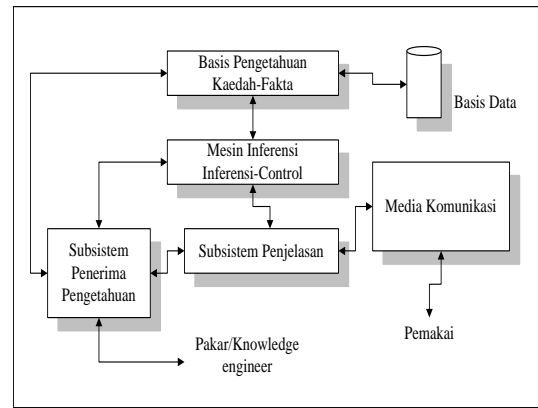 Basis Pengetahuan
Kaedah-Fakta
Basis Data
Mesin Inferensi
Inferensi-Control
Media Komunikasi
Subsistem
Penerima
Pengetahuan
Subsistem Penjelasan
Pemakai
Pakar/Knowledge
engineer